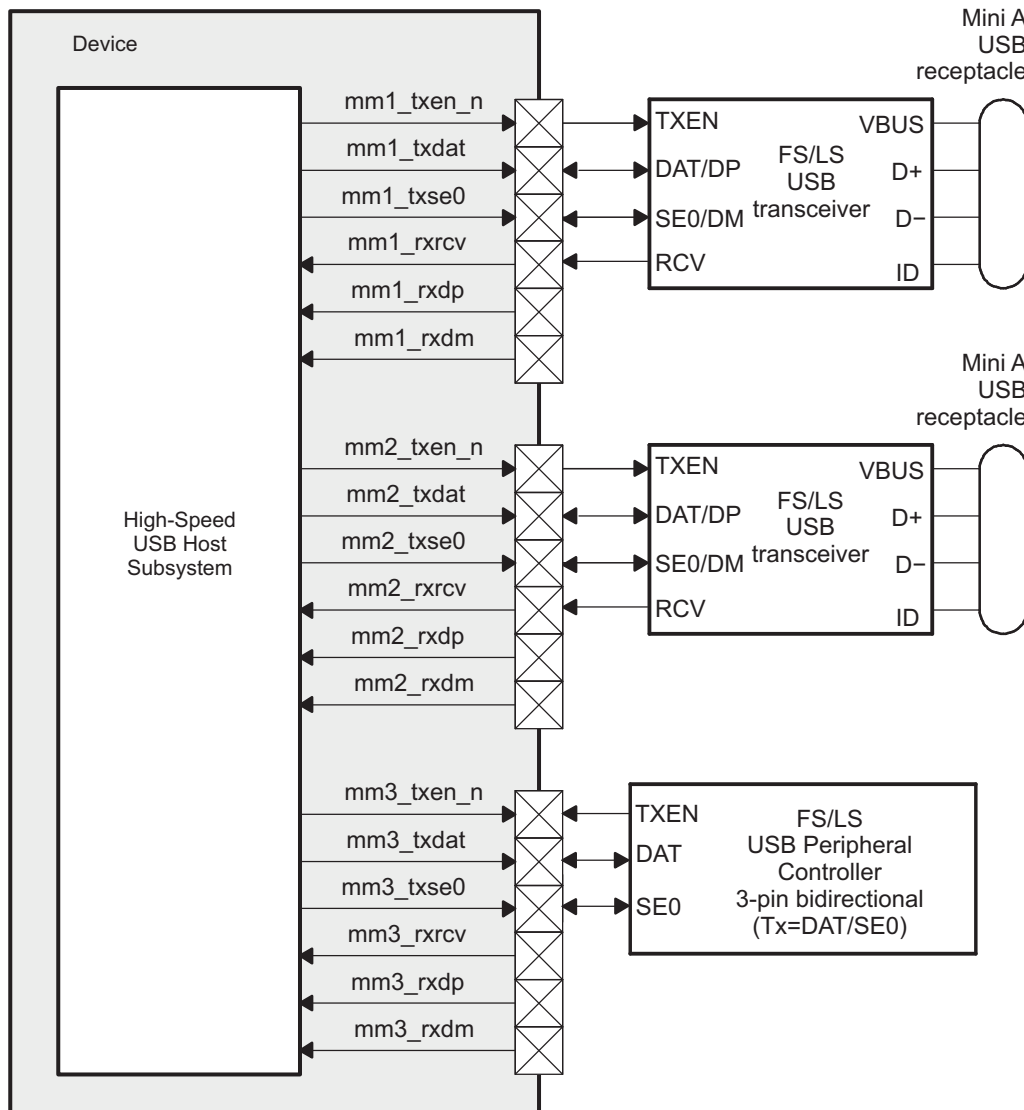 Device
High-Speed
USB Host
Subsystem
mm1_txen_n
mm1_txdat
mm1_txse0
mm1_rxrcv
mm1_rxdp
mm1_rxdm
TXEN
DAT/DP
SE0/DM
RCV
FS/LS
USB
transceiver
VBUS
D+
D−
ID
Mini A
USB
receptacle
mm2_txen_n
mm2_txdat
mm2_txse0
mm2_rxrcv
mm2_rxdp
mm2_rxdm
TXEN
DAT/DP
SE0/DM
RCV
FS/LS
USB
transceiver
VBUS
D+
D−
ID
Mini A
USB
receptacle
mm3_txen_n
mm3_txdat
mm3_txse0
mm3_rxrcv
mm3_rxdp
mm3_rxdm
TXEN
DAT
SE0
FS/LS
USB Peripheral
Controller
3-pin bidirectional
(Tx=DAT/SE0)